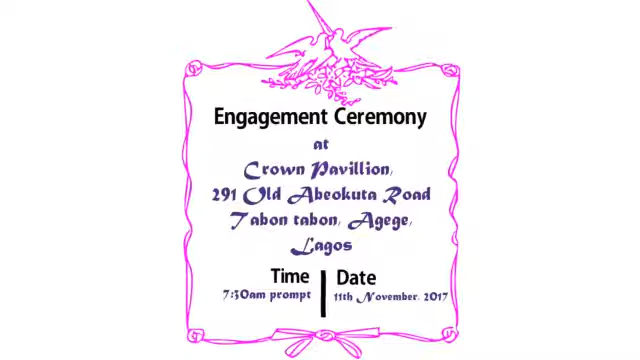 Engagement Ceremony
at
Crown Pavillion,
291 Old Abeokuta Road
Tabon tabon, Agege,
Lagos
Time
7:30am prompt
Date
11th November, 2017